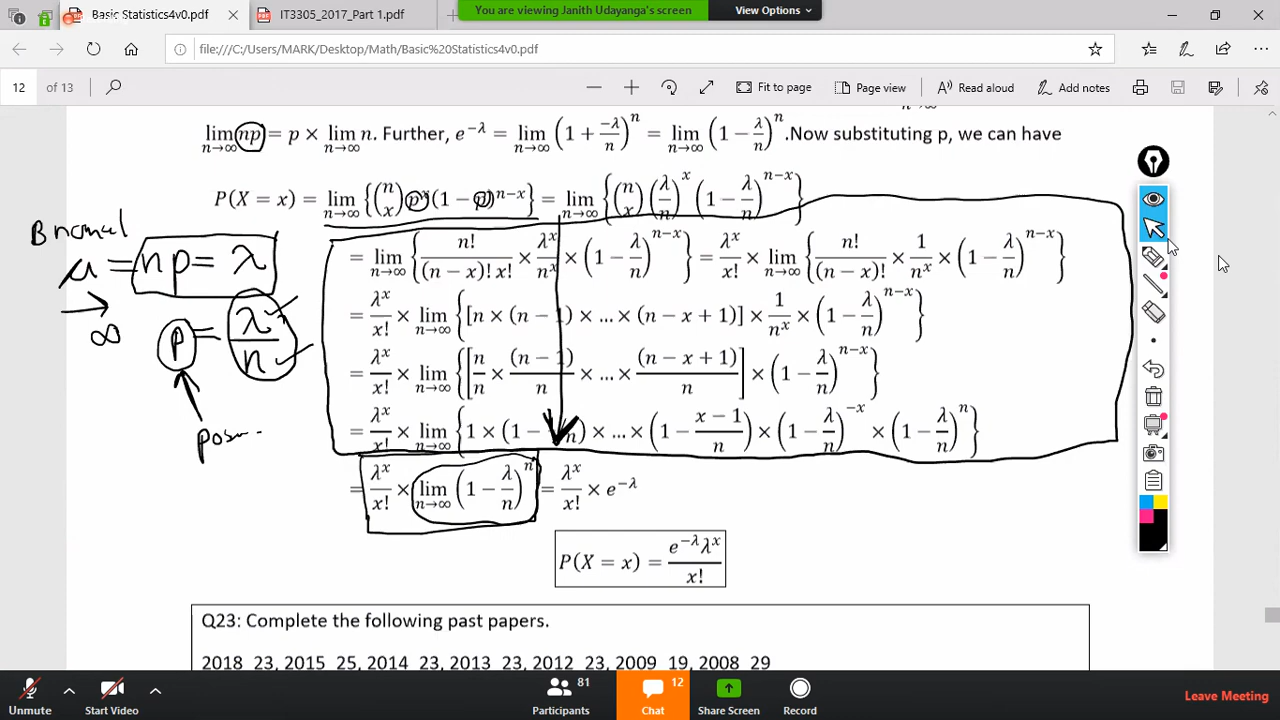 Basic Statistics4v0.pdf
IT3305_2017_Part 1.pdf
You are viewing Janith Udayanga's screen
View Options
file:///C:/Users/MARK/Desktop/Math/Basic%20Statistics4v0.pdf
12 of 13
Fit to page
Page view
Read aloud
Add notes
lim n→∞ (np) = p × lim n→∞ n. Further, e^{−λ} = lim n→∞ (1 + −λ/n)^n = lim n→∞ (1 − λ/n)^n.Now substituting p, we can have
P(X = x) = lim n→∞ {(n x) p^x (1 − p)^{n−x}} = lim n→∞ {(n x) (λ/n)^x (1 − λ/n)^{n−x}}
= lim n→∞ {n!/((n − x)! x!) × λ^x/n^x × (1 − λ/n)^{n−x}} = λ^x/x! × lim n→∞ {n!/(n − x)! × 1/n^x × (1 − λ/n)^{n−x}}
μ = np = λ
= λ^x/x! × lim n→∞ {[n × (n − 1) × … × (n − x + 1)] × 1/n^x × (1 − λ/n)^{n−x}}
→ ∞
p = λ/n
= λ^x/x! × lim n→∞ {[n/n × (n − 1)/n × … × (n − x + 1)/n] × (1 − λ/n)^{n−x}}
= λ^x/x! × lim n→∞ {1 × (1 − /n) × … × (1 − (x − 1)/n) × (1 − λ/n)^{−x} × (1 − λ/n)^n}
= λ^x/x! × lim n→∞ (1 − λ/n)^n = λ^x/x! × e^{−λ}
P(X = x) = e^{−λ}λ^x/x!
Q23: Complete the following past papers.
2018 23, 2015 25, 2014 23, 2013 23, 2012 23, 2009 19, 2008 29
Unmute
Start Video
81
Participants
12
Chat
Share Screen
Record
Leave Meeting